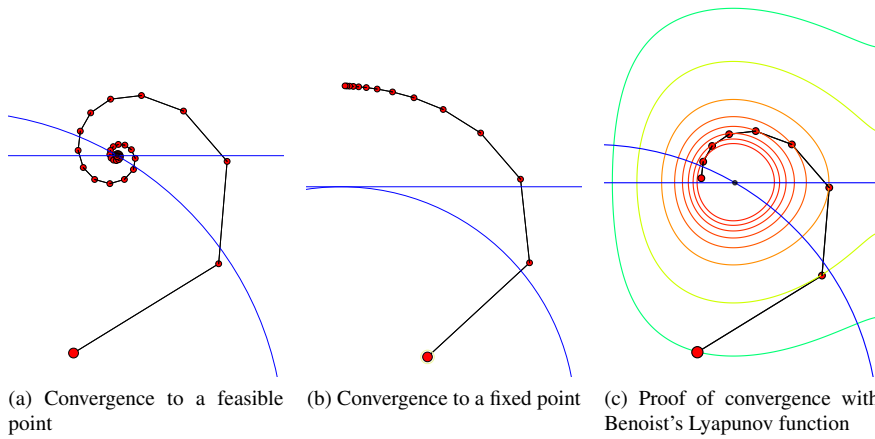 (a) Convergence to a feasible
point
(b) Convergence to a fixed point
(c) Proof of convergence with
Benoist's Lyapunov function